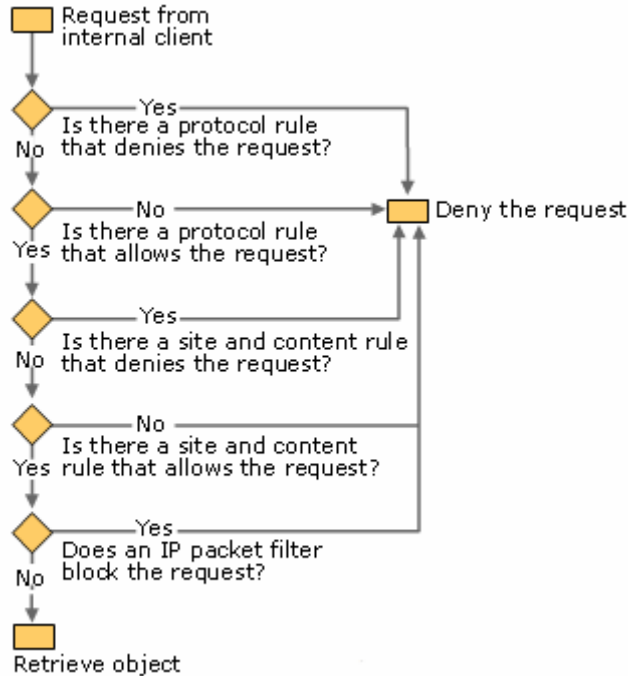 Request from
internal client
Yes
Is there a protocol rule
that denies the request?
No
No
Deny the request
Is there a protocol rule
that allows the request?
Yes
Yes
Is there a site and content rule
that denies the request?
No
No
Is there a site and content
rule that allows the request?
Yes
Yes
Does an IP packet filter
block the request?
No
Retrieve object